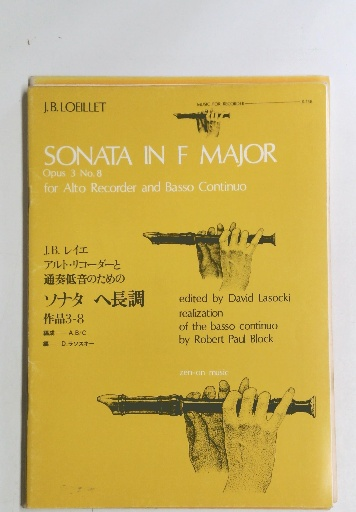 J.B. LOEILLET
MUSIC FOR RECORDER
SONATA IN F MAJOR
Opus 3 No. 8
for Alto Recorder and Basso Continuo
J.B. レイエ
アルト・リコーダーと
通奏低音のための
ソナタ ヘ長調
作品3-8
edited by David Lasocki
realization
of the basso continuo
by Robert Paul Block
zen-on music